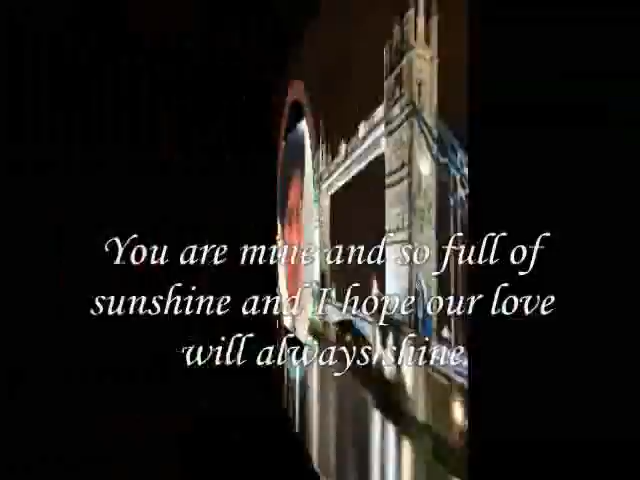 You are mine and so full of
sunshine and I hope our love
will always shine